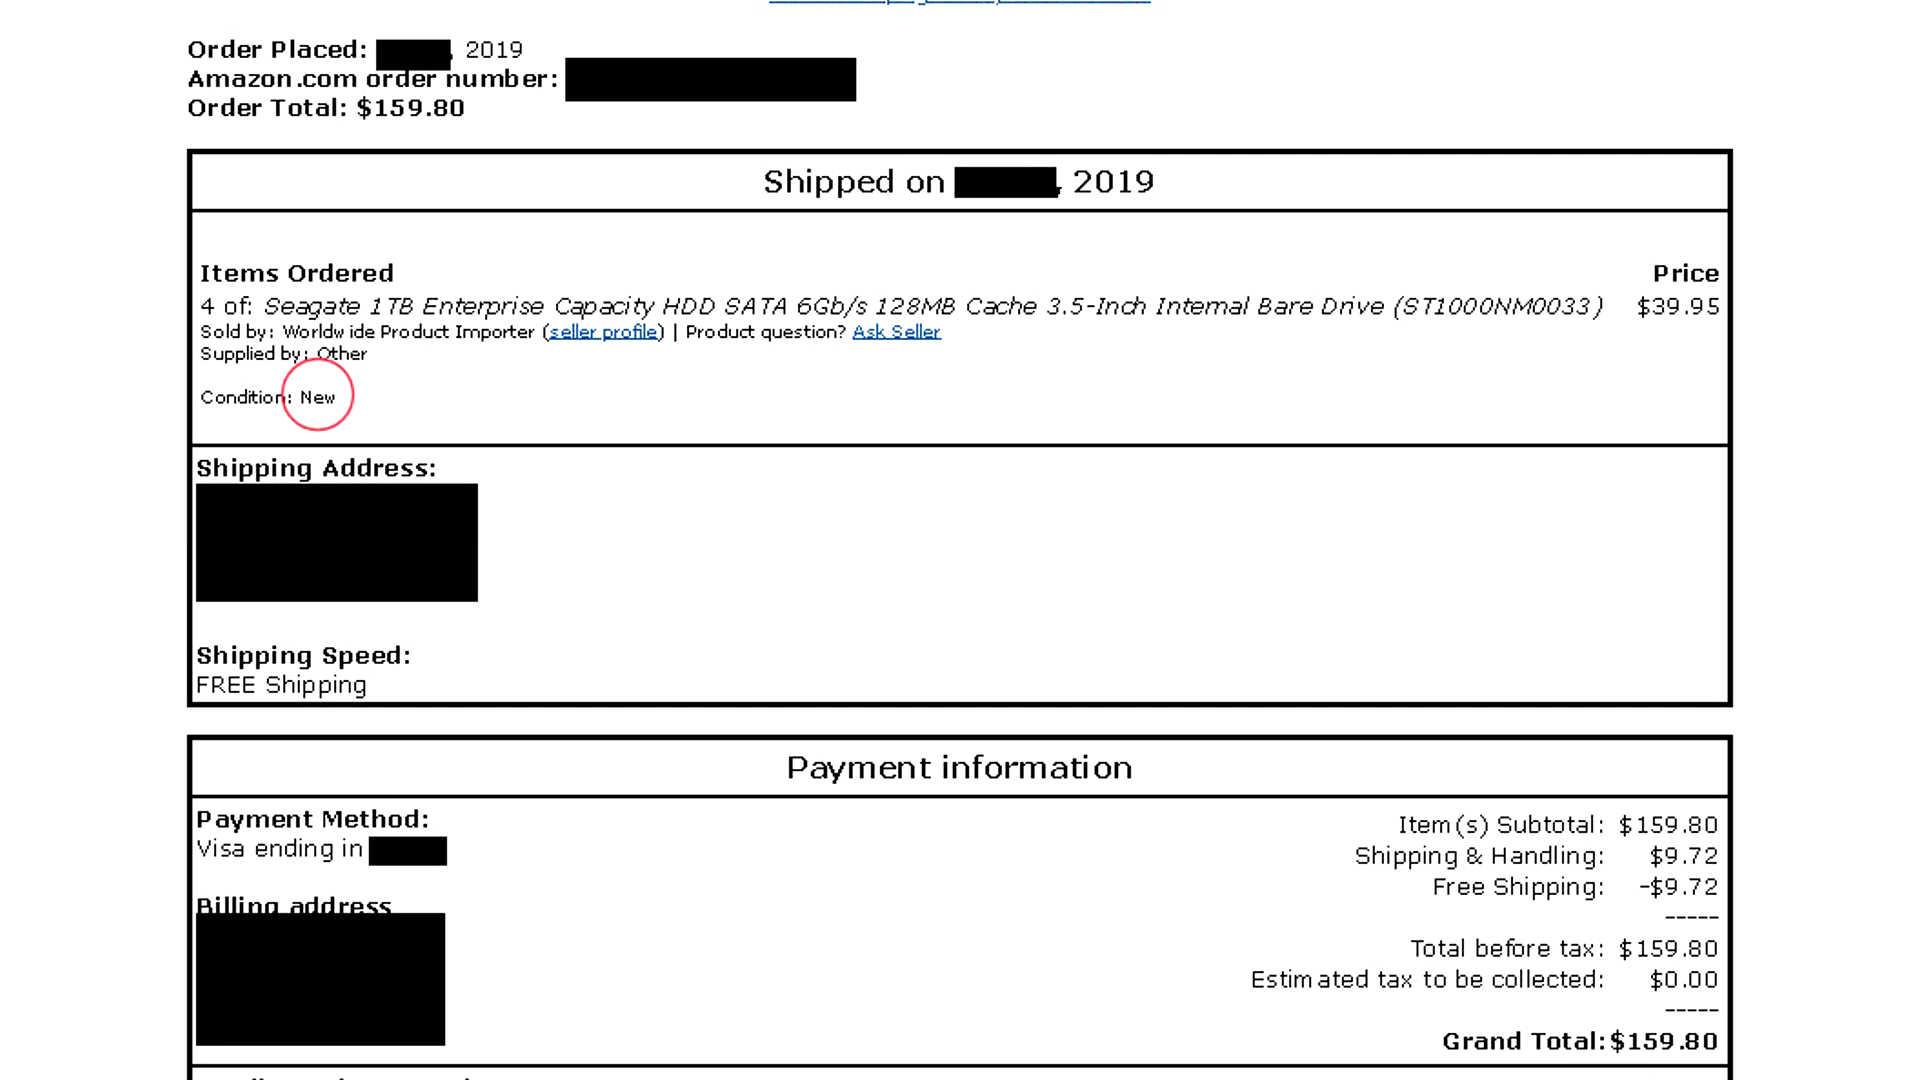 Order Placed: , 2019
Amazon.com order number:
Order Total: $159.80
Shipped on , 2019
Items Ordered Price
4 of: Seagate 1TB Enterprise Capacity HDD SATA 6Gb/s 128MB Cache 3.5-Inch Internal Bare Drive (ST1000NM0033) $39.95
Sold by: Worldwide Product Importer (seller profile) | Product question? Ask Seller
Supplied by: Other
Condition: New
Shipping Address:
Shipping Speed:
FREE Shipping
Payment information
Payment Method:
Visa ending in
Billing address
Item(s) Subtotal: $159.80
Shipping & Handling: $9.72
Free Shipping: -$9.72
-----
Total before tax: $159.80
Estimated tax to be collected: $0.00
-----
Grand Total: $159.80